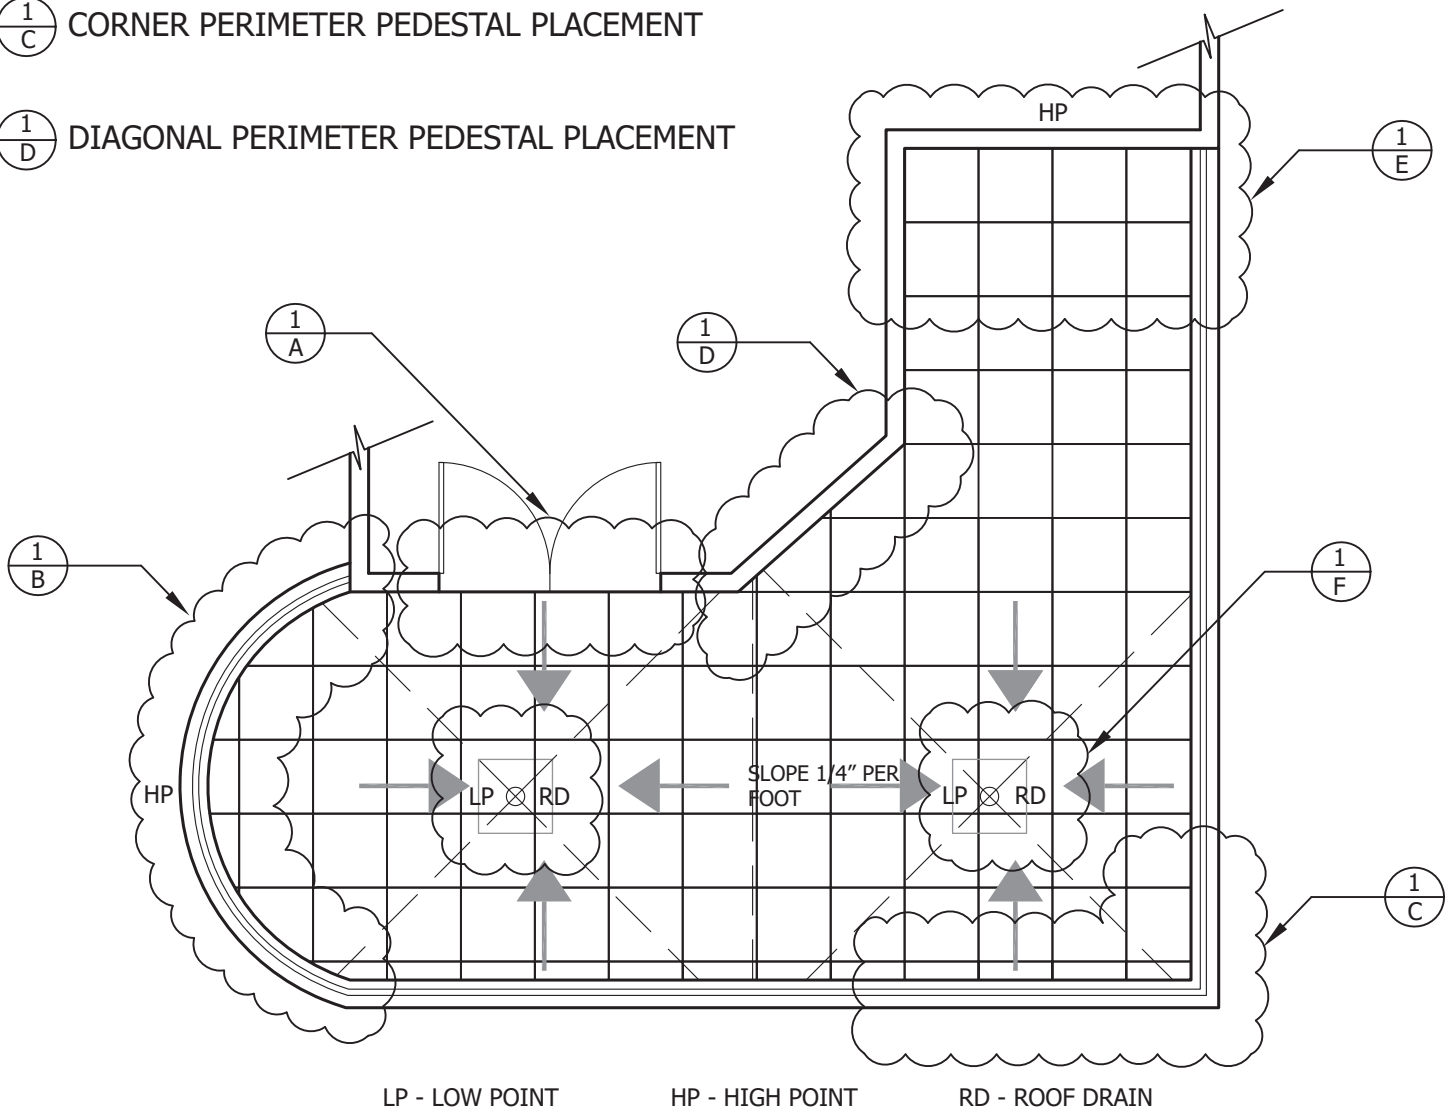 1
C
CORNER PERIMETER PEDESTAL PLACEMENT
1
D
DIAGONAL PERIMETER PEDESTAL PLACEMENT
HP
1
E
1
A
1
D
1
B
1
F
HP
LP
RD
SLOPE 1/4” PER
FOOT
LP
RD
1
C
LP - LOW POINT
HP - HIGH POINT
RD - ROOF DRAIN